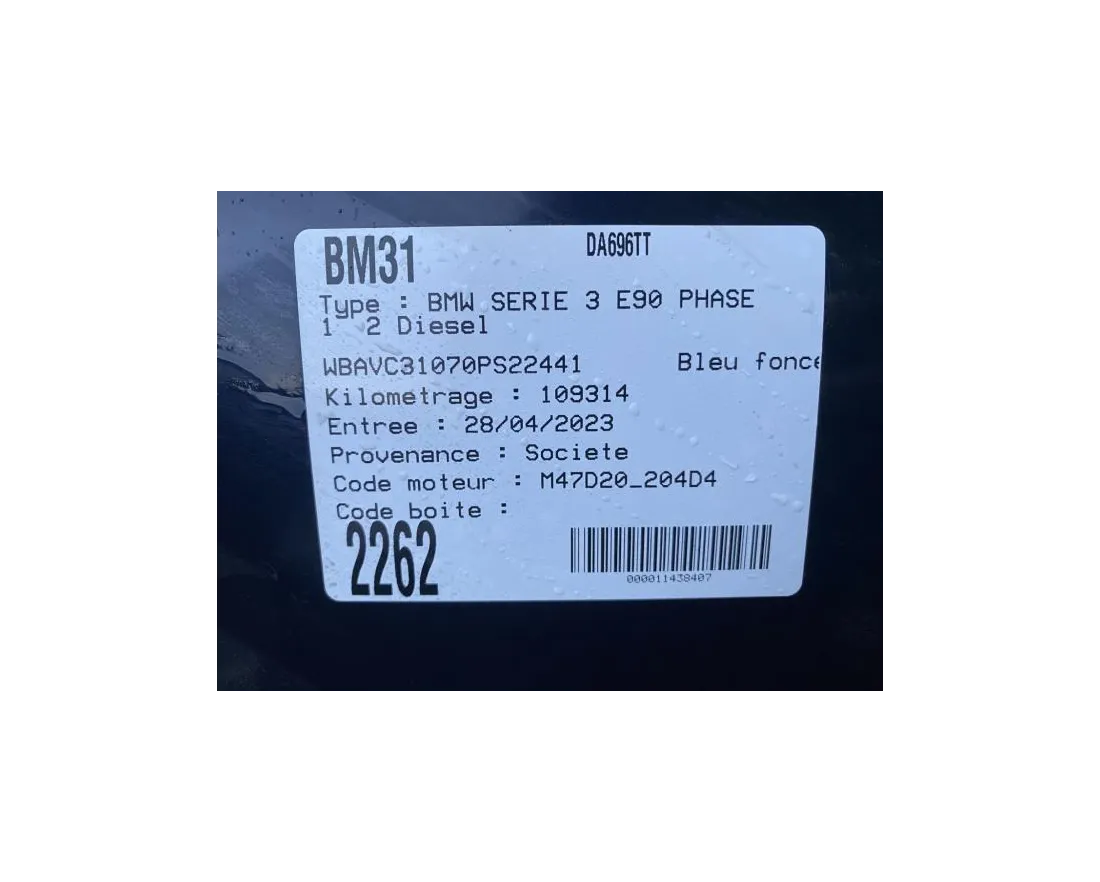 BM31 DA696TT
Type : BMW SERIE 3 E90 PHASE
1 2 Diesel
WBAVC31070PS22441 Bleu fonce
Kilometrage : 109314
Entree : 28/04/2023
Provenance : Societe
Code moteur : M47D20_204D4
Code boite :
2262
000011438407